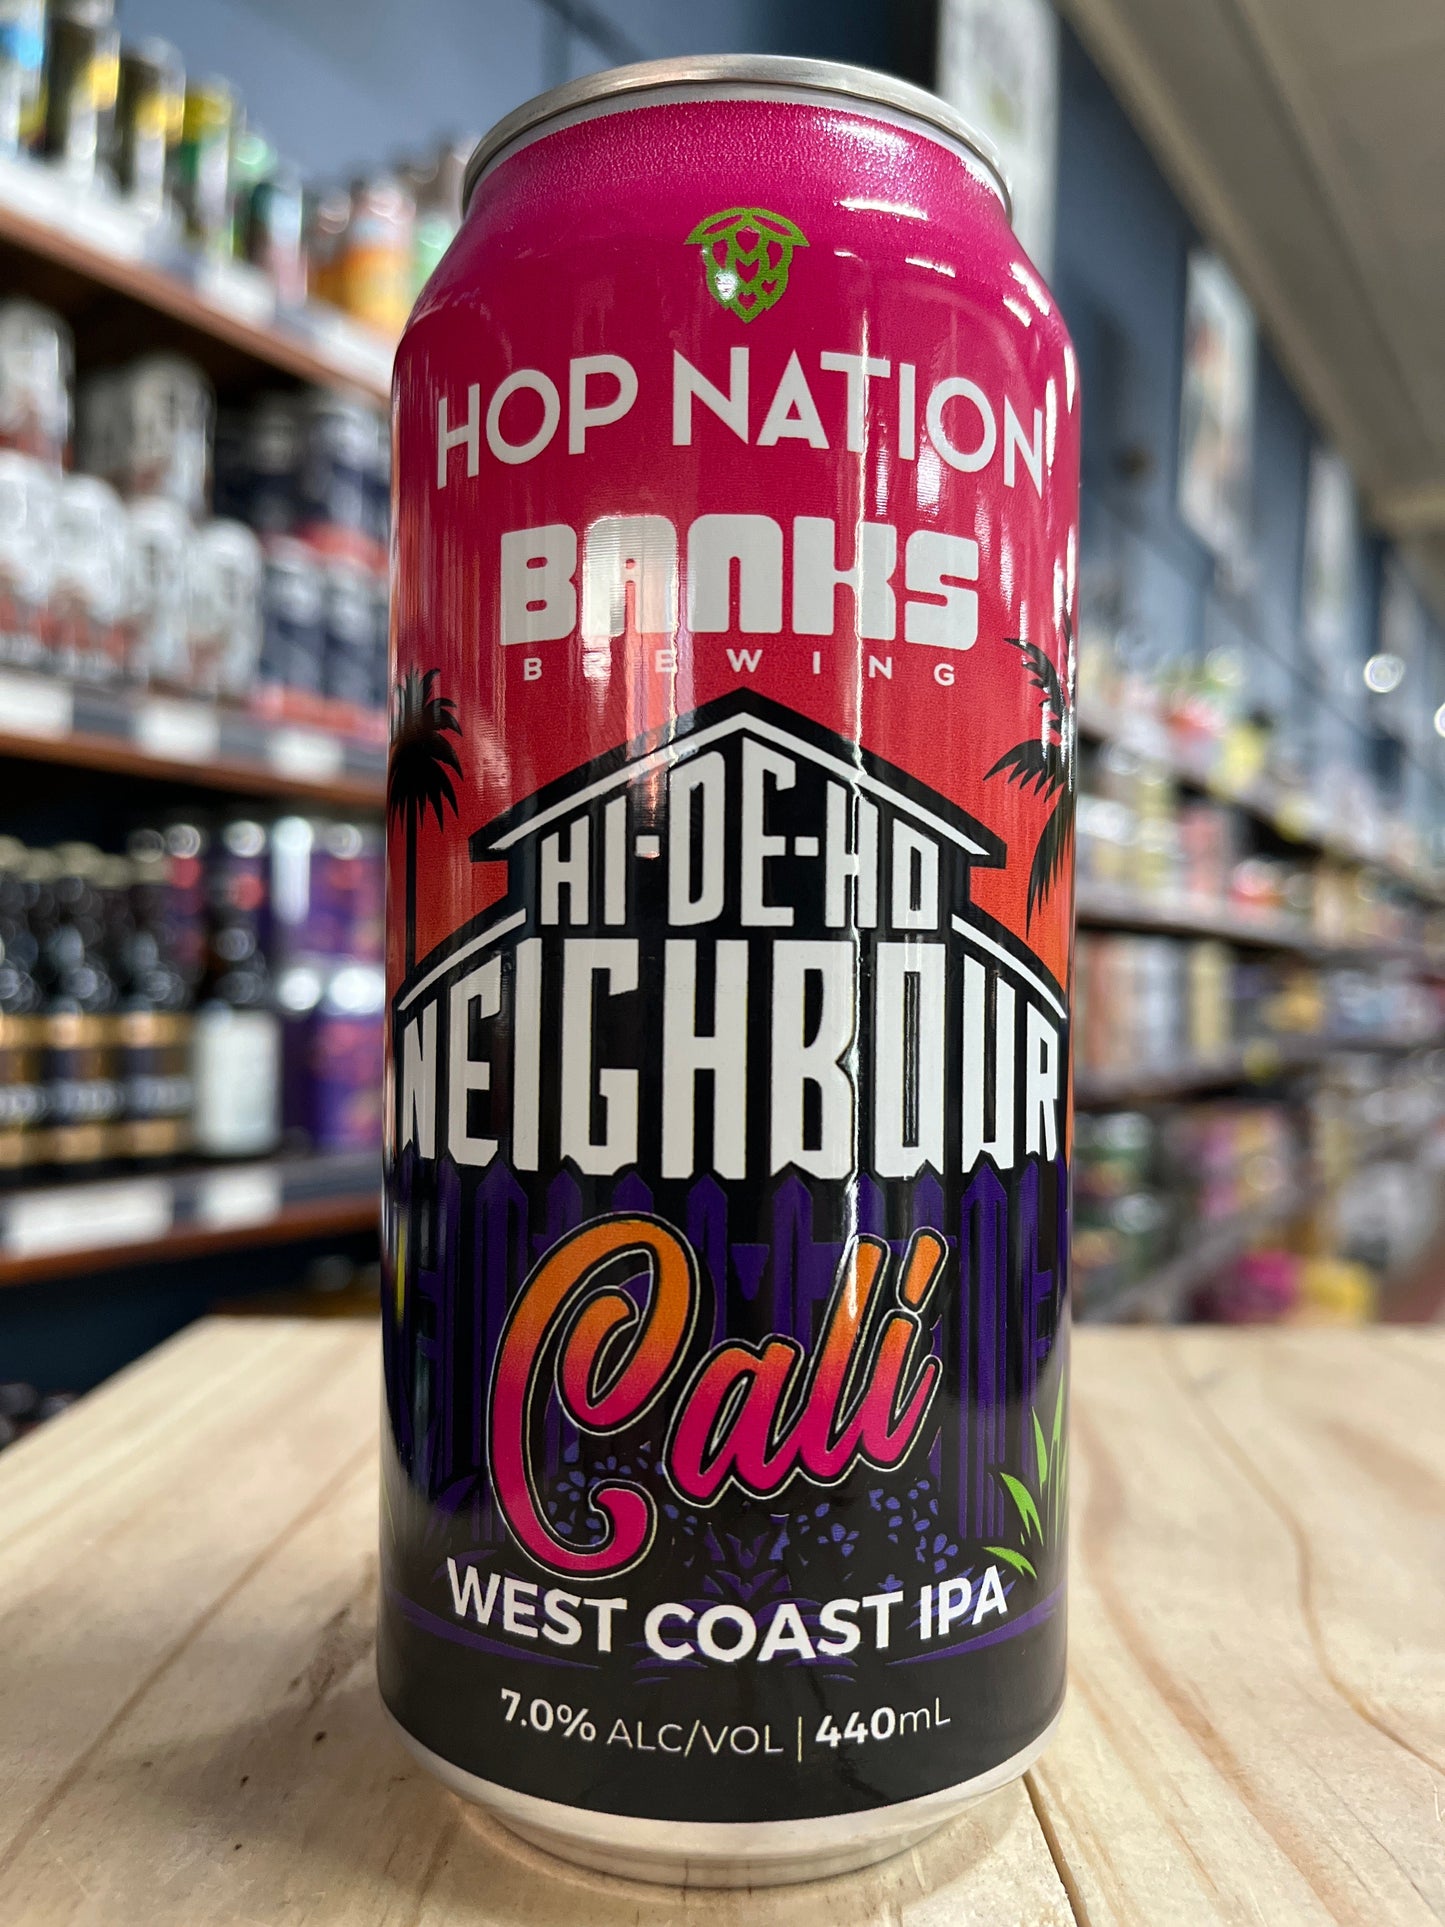 HOP NATION
BANKS
BREWING
HI-DE-HO
NEIGHBOUR
Cali
WEST COAST IPA
7.0% ALC/VOL | 440mL